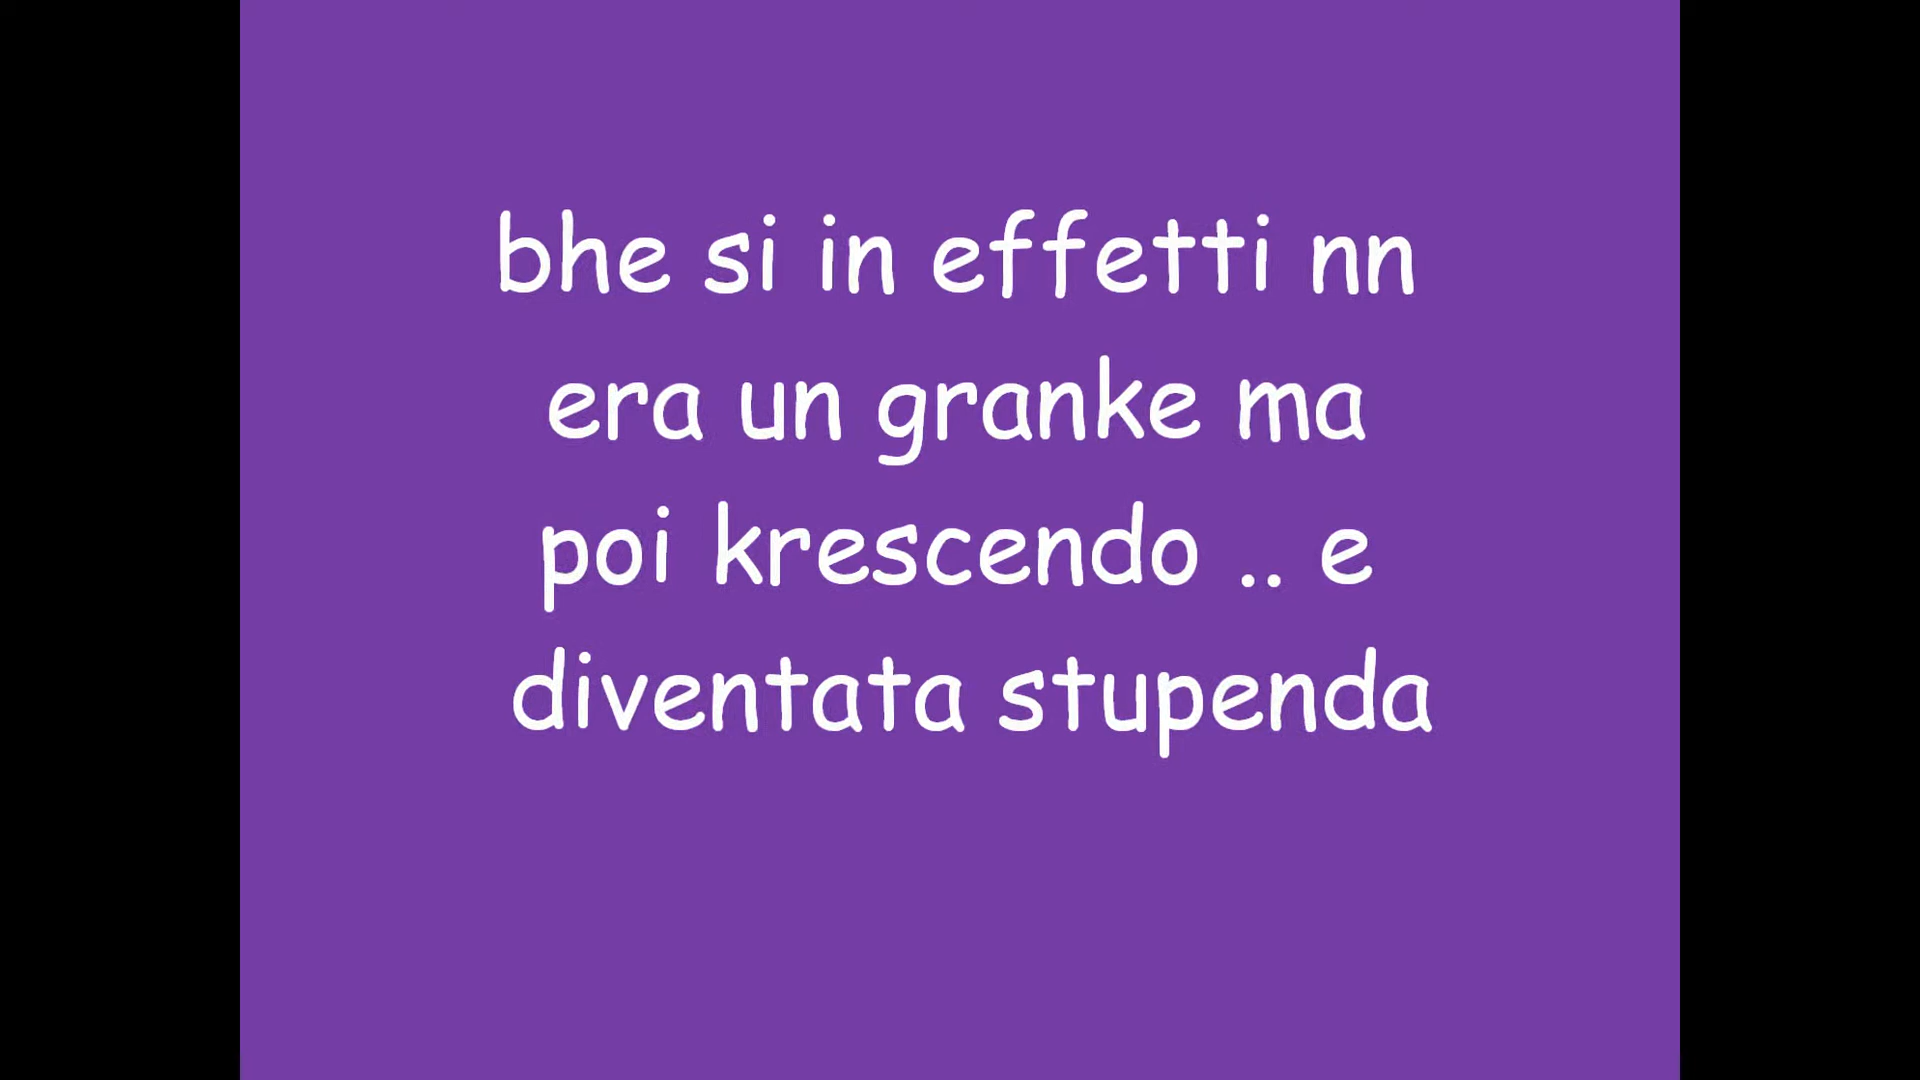 bhe si in effetti nn
era un granke ma
poi krescendo .. e
diventata stupenda